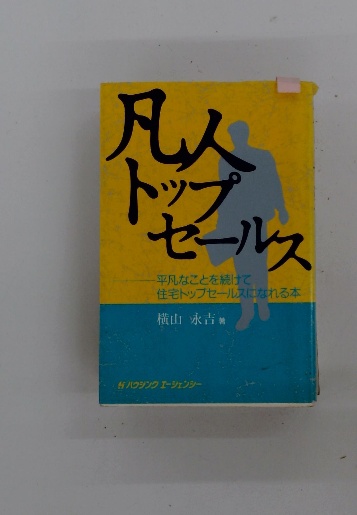 凡人
トップ
セールス
——平凡なことを続けて
住宅トップセールスになれる本
横山 永吉 著
ハウジングエージェンシー